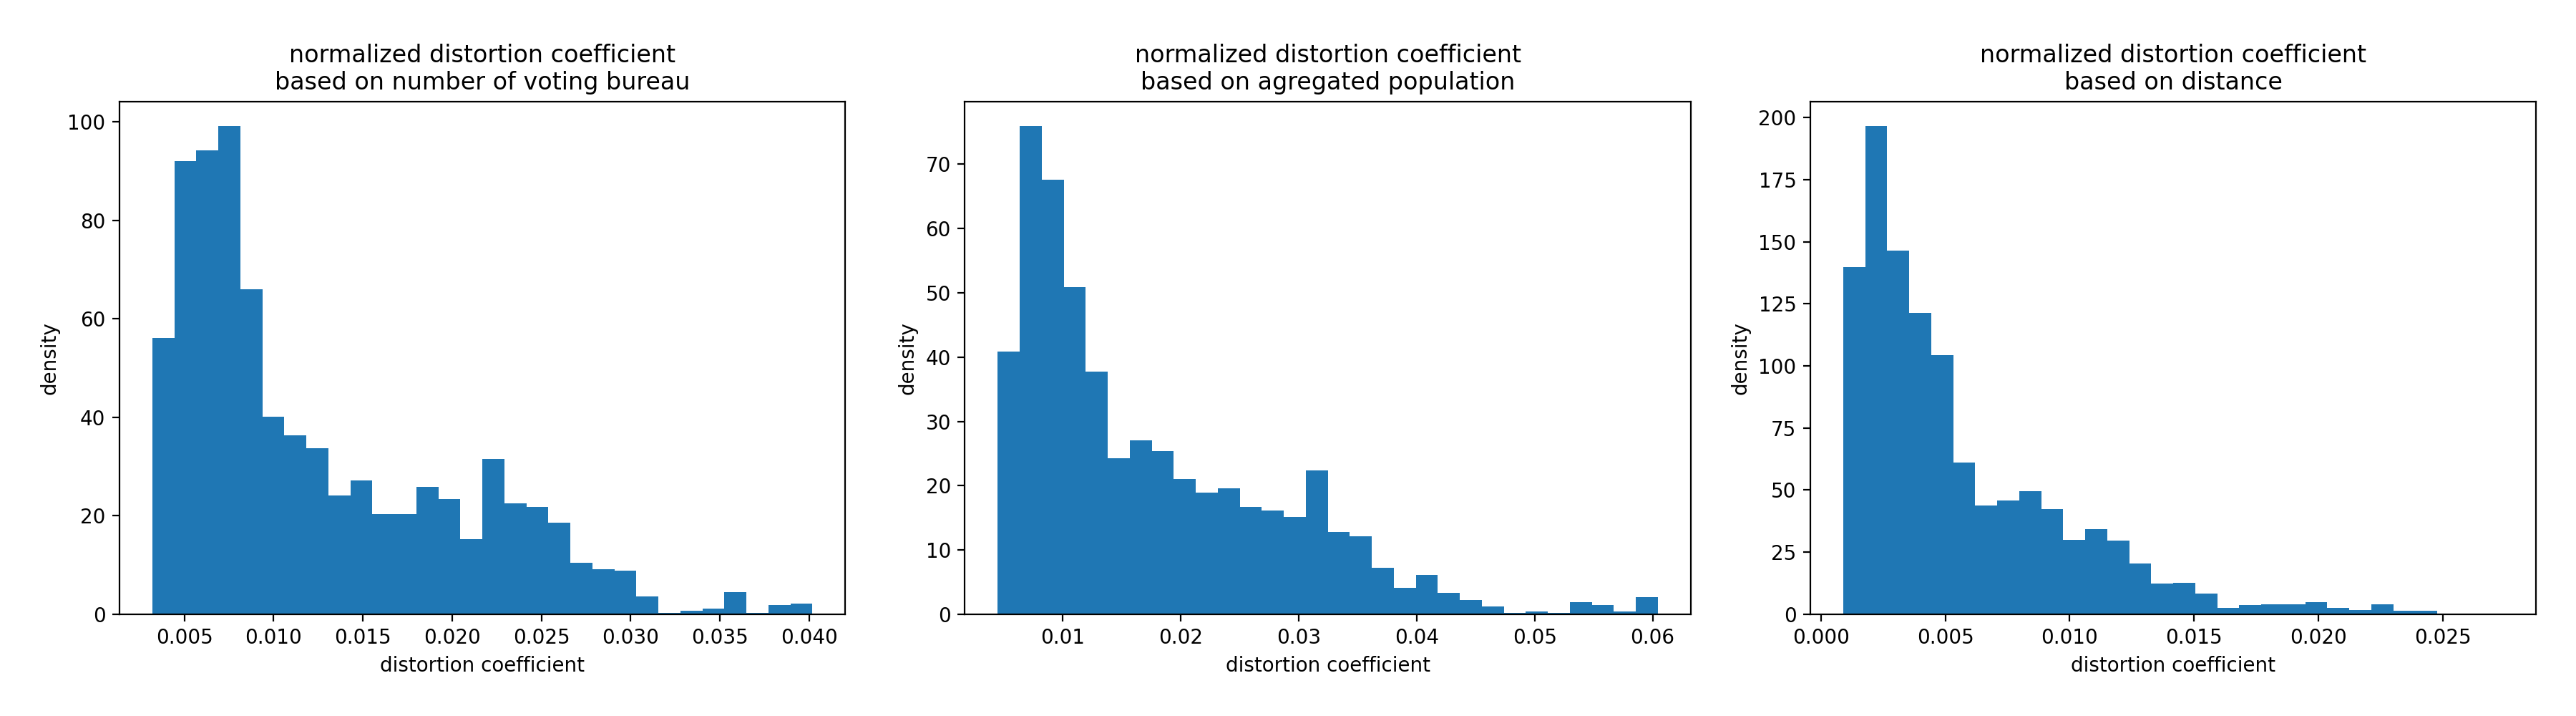 normalized distortion coefficient
based on number of voting bureau
100
80
60
40
20
0
density
0.005 0.010 0.015 0.020 0.025 0.030 0.035 0.040
distortion coefficient
normalized distortion coefficient
based on agregated population
70
60
50
40
30
20
10
0
density
0.01 0.02 0.03 0.04 0.05 0.06
distortion coefficient
normalized distortion coefficient
based on distance
200
175
150
125
100
75
50
25
0
density
0.000 0.005 0.010 0.015 0.020 0.025
distortion coefficient